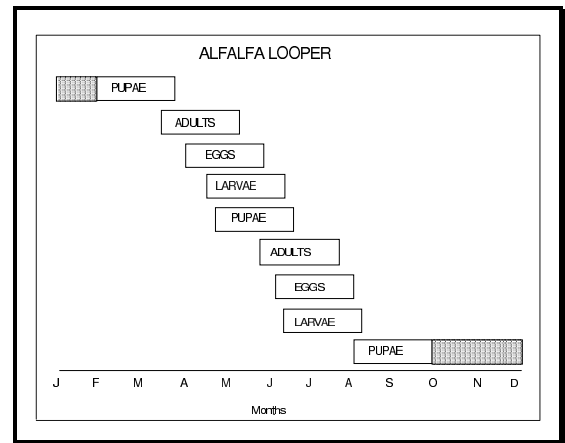 ALFALFA LOOPER
PUPAE
ADULTS
EGGS
LARVAE
PUPAE
ADULTS
EGGS
LARVAE
PUPAE
J F M A M J J A S O N D
Months